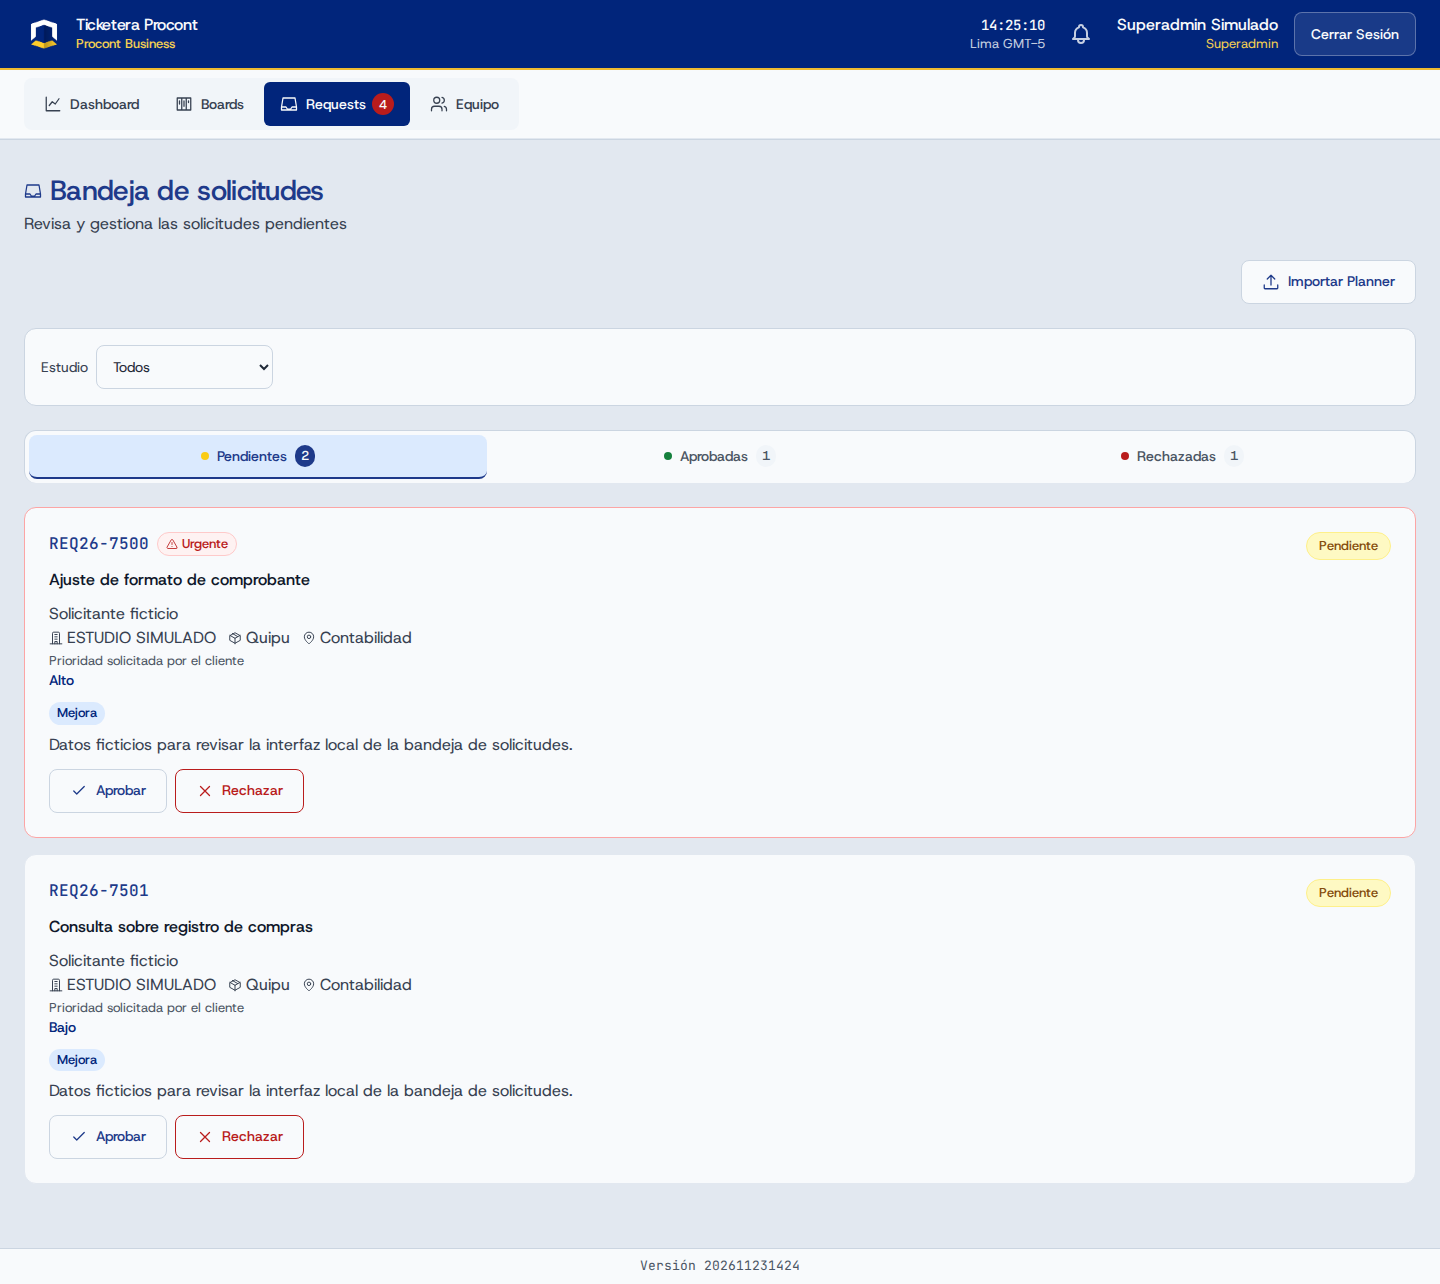 Ticketera Procont
Procont Business
14:25:10
Lima GMT-5
Superadmin Simulado
Superadmin
Cerrar Sesión
Dashboard
Boards
Requests 4
Equipo
Bandeja de solicitudes
Revisa y gestiona las solicitudes pendientes
Importar Planner
Estudio Todos
Pendientes 2
Aprobadas 1
Rechazadas 1
REQ26-7500 Urgente
Pendiente
Ajuste de formato de comprobante
Solicitante ficticio
ESTUDIO SIMULADO Quipu Contabilidad
Prioridad solicitada por el cliente
Alto
Mejora
Datos ficticios para revisar la interfaz local de la bandeja de solicitudes.
Aprobar Rechazar
REQ26-7501
Pendiente
Consulta sobre registro de compras
Solicitante ficticio
ESTUDIO SIMULADO Quipu Contabilidad
Prioridad solicitada por el cliente
Bajo
Mejora
Datos ficticios para revisar la interfaz local de la bandeja de solicitudes.
Aprobar Rechazar
Versión 202611231424